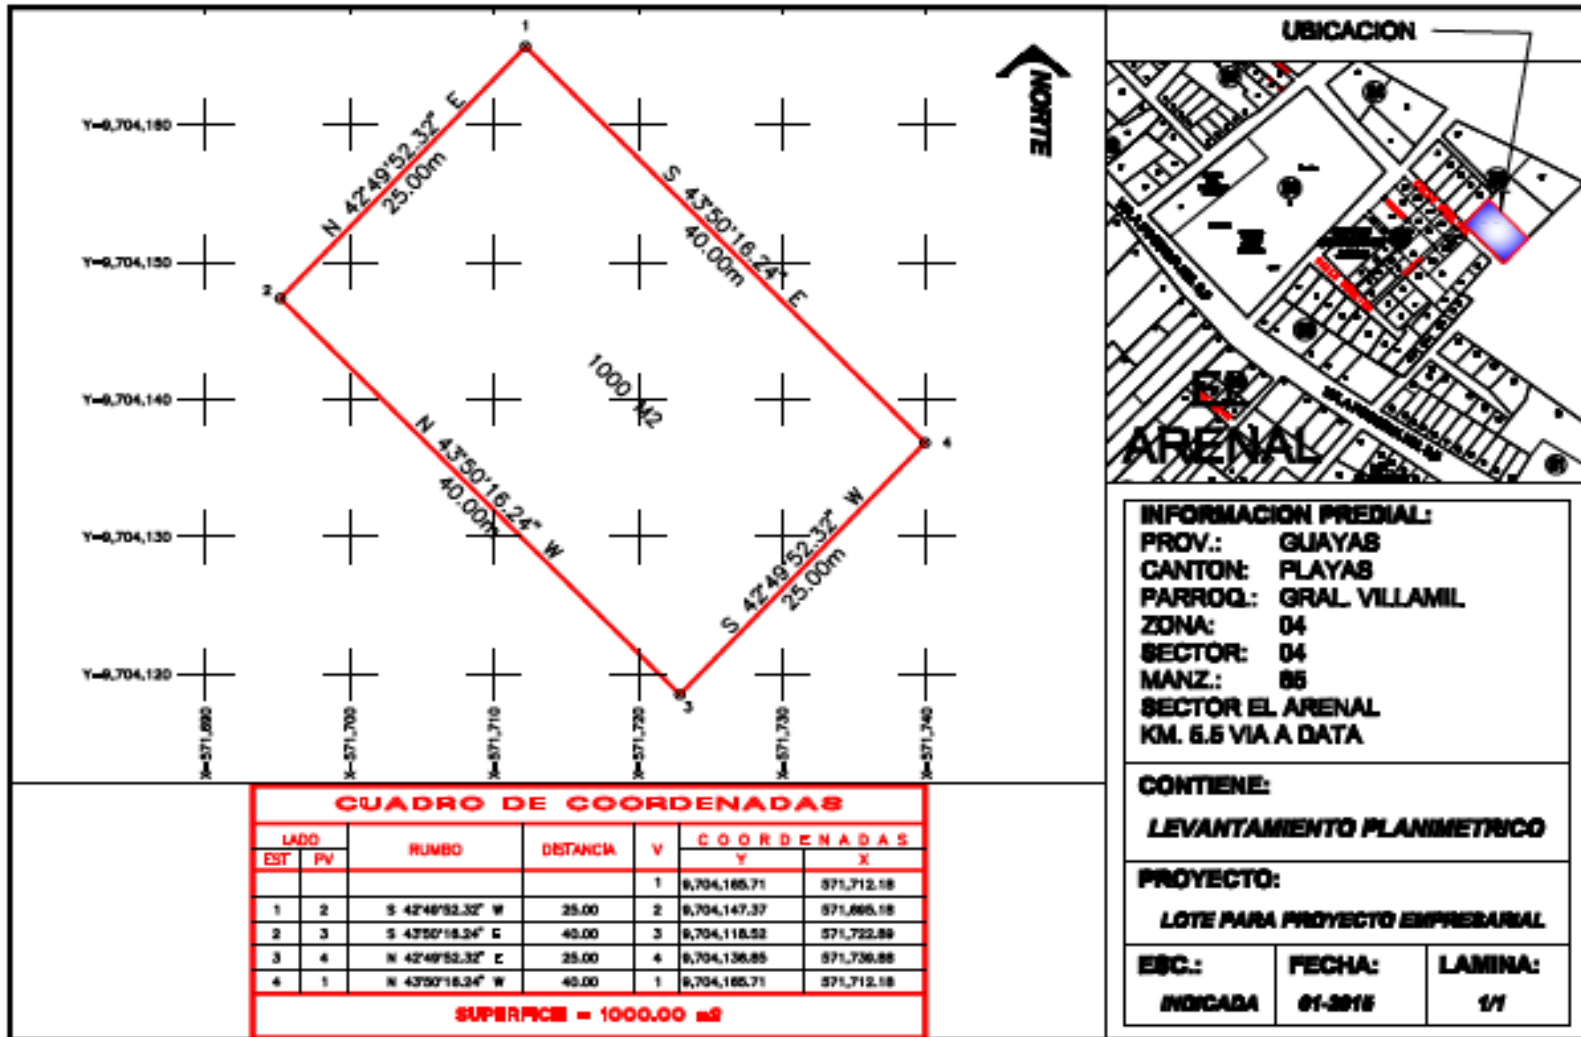 1
NORTE
Y=9,704,160
N 42°49'52.32" E
25.00m
S 43°50'16.24" E
40.00m
Y=9,704,150
2
1000 M2
Y=9,704,140
4
N 43°50'16.24" W
40.00m
Y=9,704,130
S 42°49'52.32" W
25.00m
Y=9,704,120
3
X=571,690
X=571,700
X=571,710
X=571,720
X=571,730
X=571,740
CUADRO DE COORDENADAS
LADO RUMBO DISTANCIA V COORDENADAS
EST PV Y X
1 9,704,165.71 571,712.18
1 2 S 42°49'52.32" W 25.00 2 9,704,147.37 571,695.18
2 3 S 43°50'16.24" E 40.00 3 9,704,118.52 571,722.89
3 4 N 42°49'52.32" E 25.00 4 9,704,136.85 571,739.88
4 1 N 43°50'16.24" W 40.00 1 9,704,165.71 571,712.18
SUPERFICIE = 1000.00 m2
UBICACION
EL
ARENAL
INFORMACION PREDIAL:
PROV.: GUAYAS
CANTON: PLAYAS
PARROQ.: GRAL. VILLAMIL
ZONA: 04
SECTOR: 04
MANZ.:
SECTOR EL ARENAL
KM. 5.5 VIA A DATA
CONTIENE:
LEVANTAMIENTO PLANIMETRICO
PROYECTO:
LOTE PARA PROYECTO EMPRESARIAL
ESC.: FECHA: LAMINA:
INDICADA 01-2015 1/1